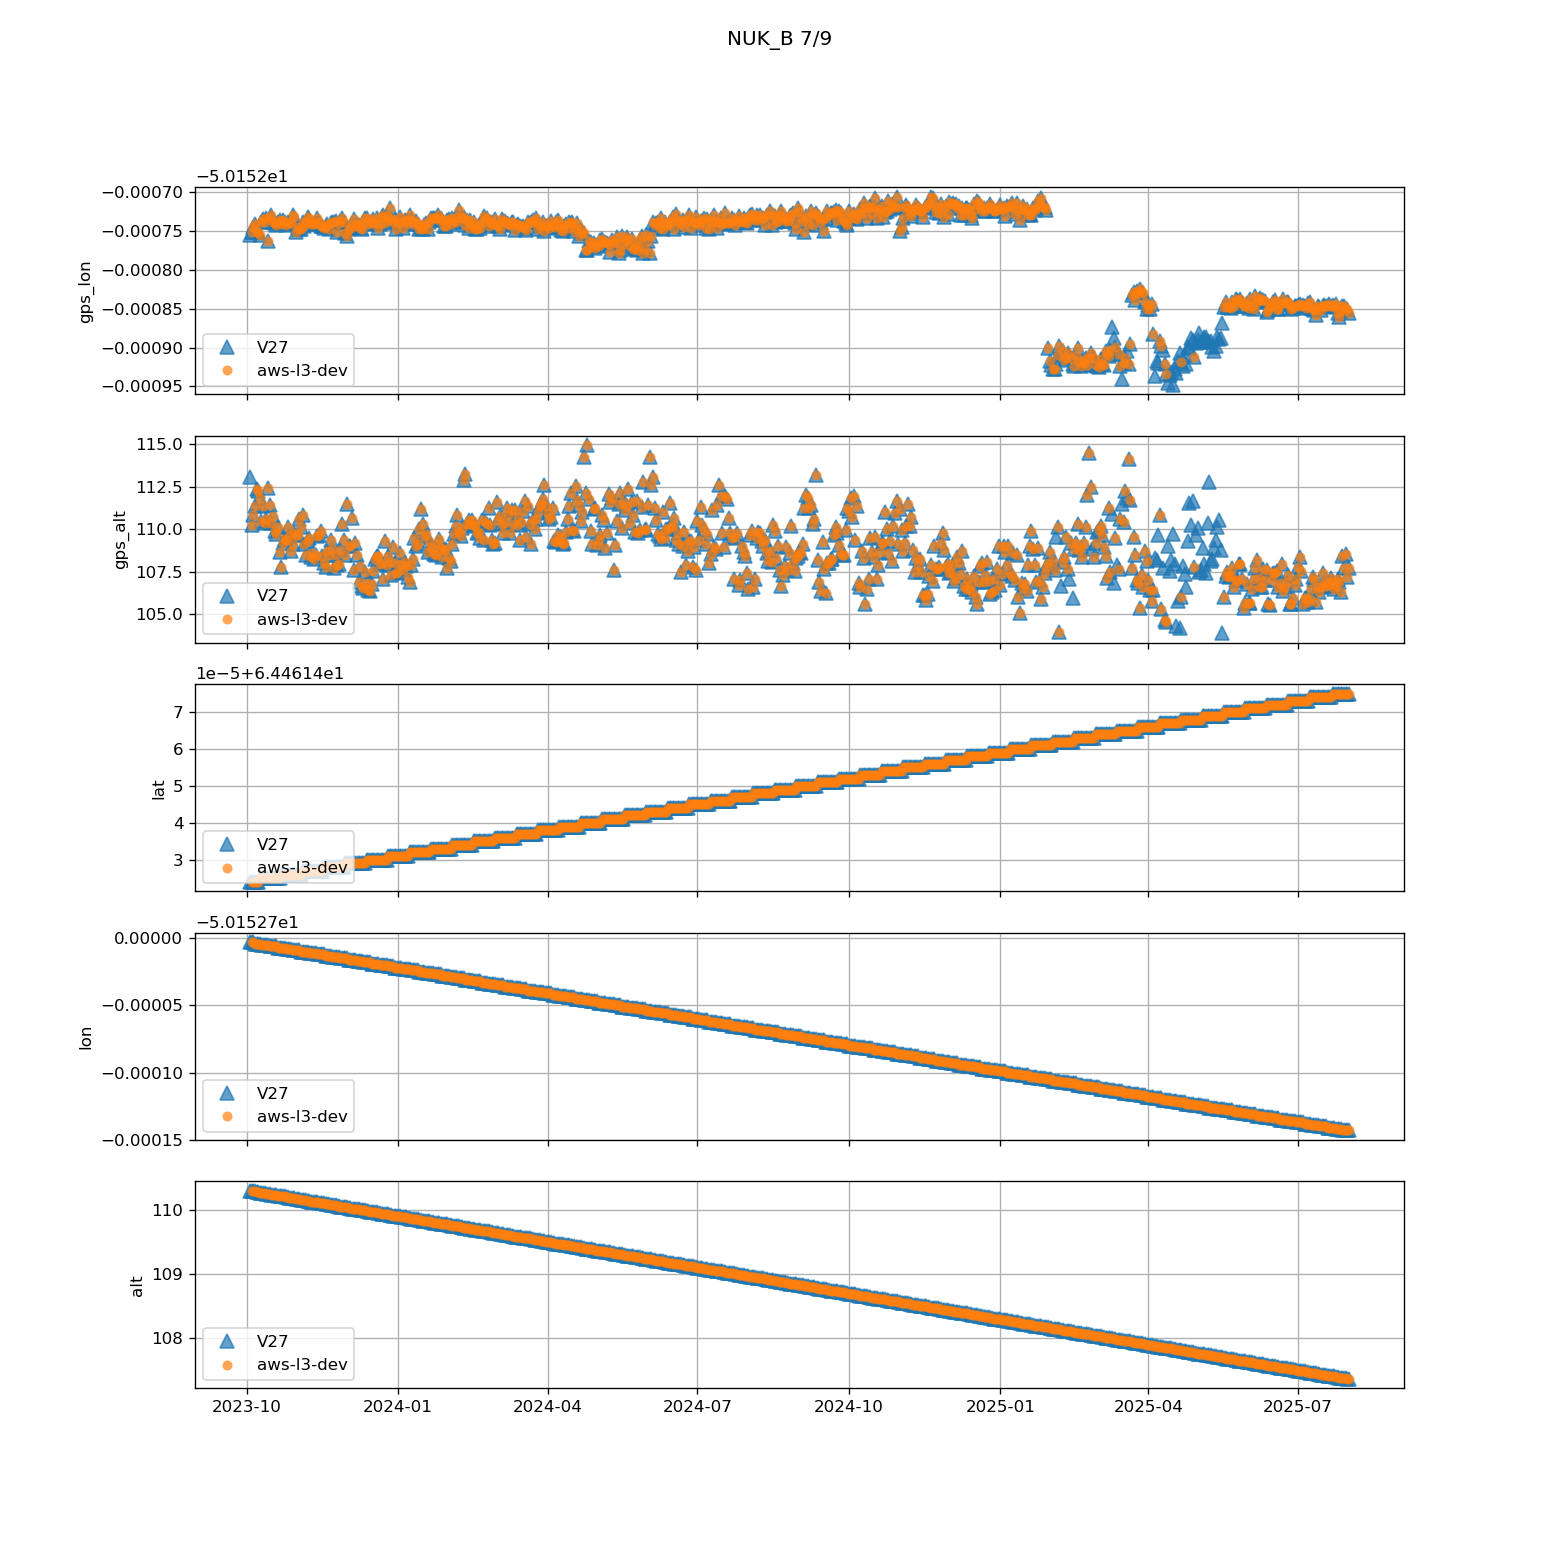 NUK_B 7/9
−5.0152e1
−0.00070
−0.00075
−0.00080
−0.00085
−0.00090
−0.00095
gps_lon
V27
aws-l3-dev
115.0
112.5
110.0
107.5
105.0
gps_alt
V27
aws-l3-dev
1e−5+6.44614e1
7
6
5
4
3
lat
V27
aws-l3-dev
−5.01527e1
0.00000
−0.00005
−0.00010
−0.00015
lon
V27
aws-l3-dev
110
109
108
alt
V27
aws-l3-dev
2023-10
2024-01
2024-04
2024-07
2024-10
2025-01
2025-04
2025-07